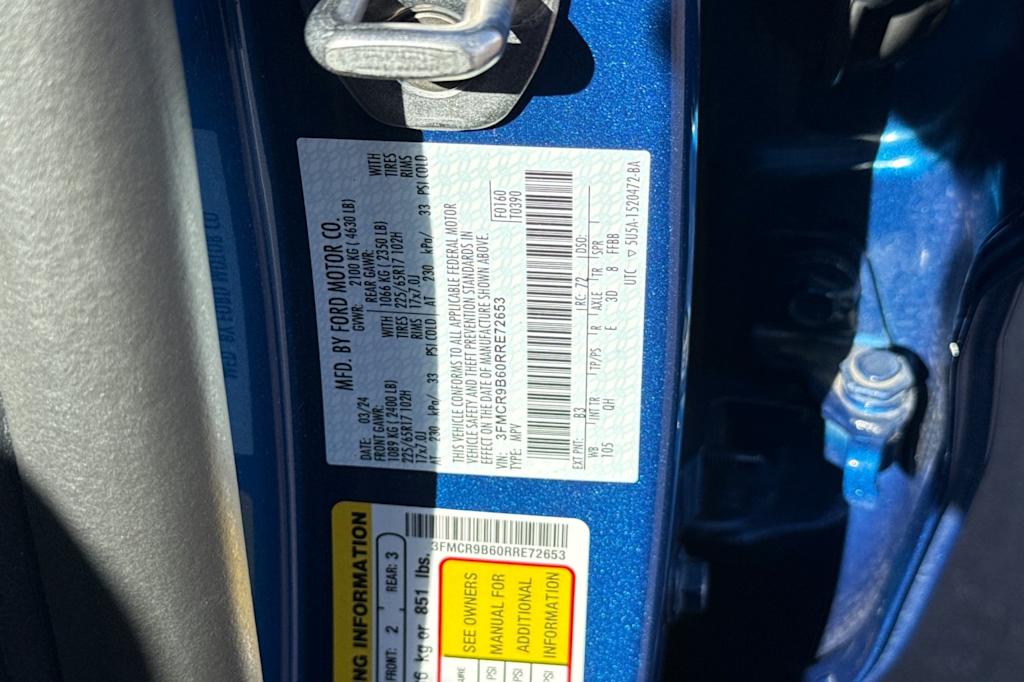 MFD. BY FORD MOTOR CO.
DATE: 03/24
GVWR: 2100 KG ( 4630 LB)
FRONT GAWR:
REAR GAWR:
1089 KG ( 2400 LB) WITH
1066 KG ( 2350 LB) WITH
225/65R17 102H TIRES
225/65R17 102H TIRES
17x7.0J RIMS
17x7.0J RIMS
AT 230 kPa/ 33 PSI COLD
AT 230 kPa/ 33 PSI COLD
THIS VEHICLE CONFORMS TO ALL APPLICABLE FEDERAL MOTOR
VEHICLE SAFETY AND THEFT PREVENTION STANDARDS IN
EFFECT ON THE DATE OF MANUFACTURE SHOWN ABOVE.
VIN: 3FMCR9B60RRE72653
TYPE: MPV
F0160
T0390
EXT PNT: B3 RC: 72 DSO:
WB INTTR TP/PS R AXLE TR SPR
105 QH E 3D 8 FFBB
UTC ▽ 5U5A-1520472-BA
NG INFORMATION
FRONT: 2 REAR: 3
6 kg or 851 lbs.
3FMCR9B60RRE72653
SEE OWNERS
MANUAL FOR
ADDITIONAL
INFORMATION
PSI
PSI
PSI